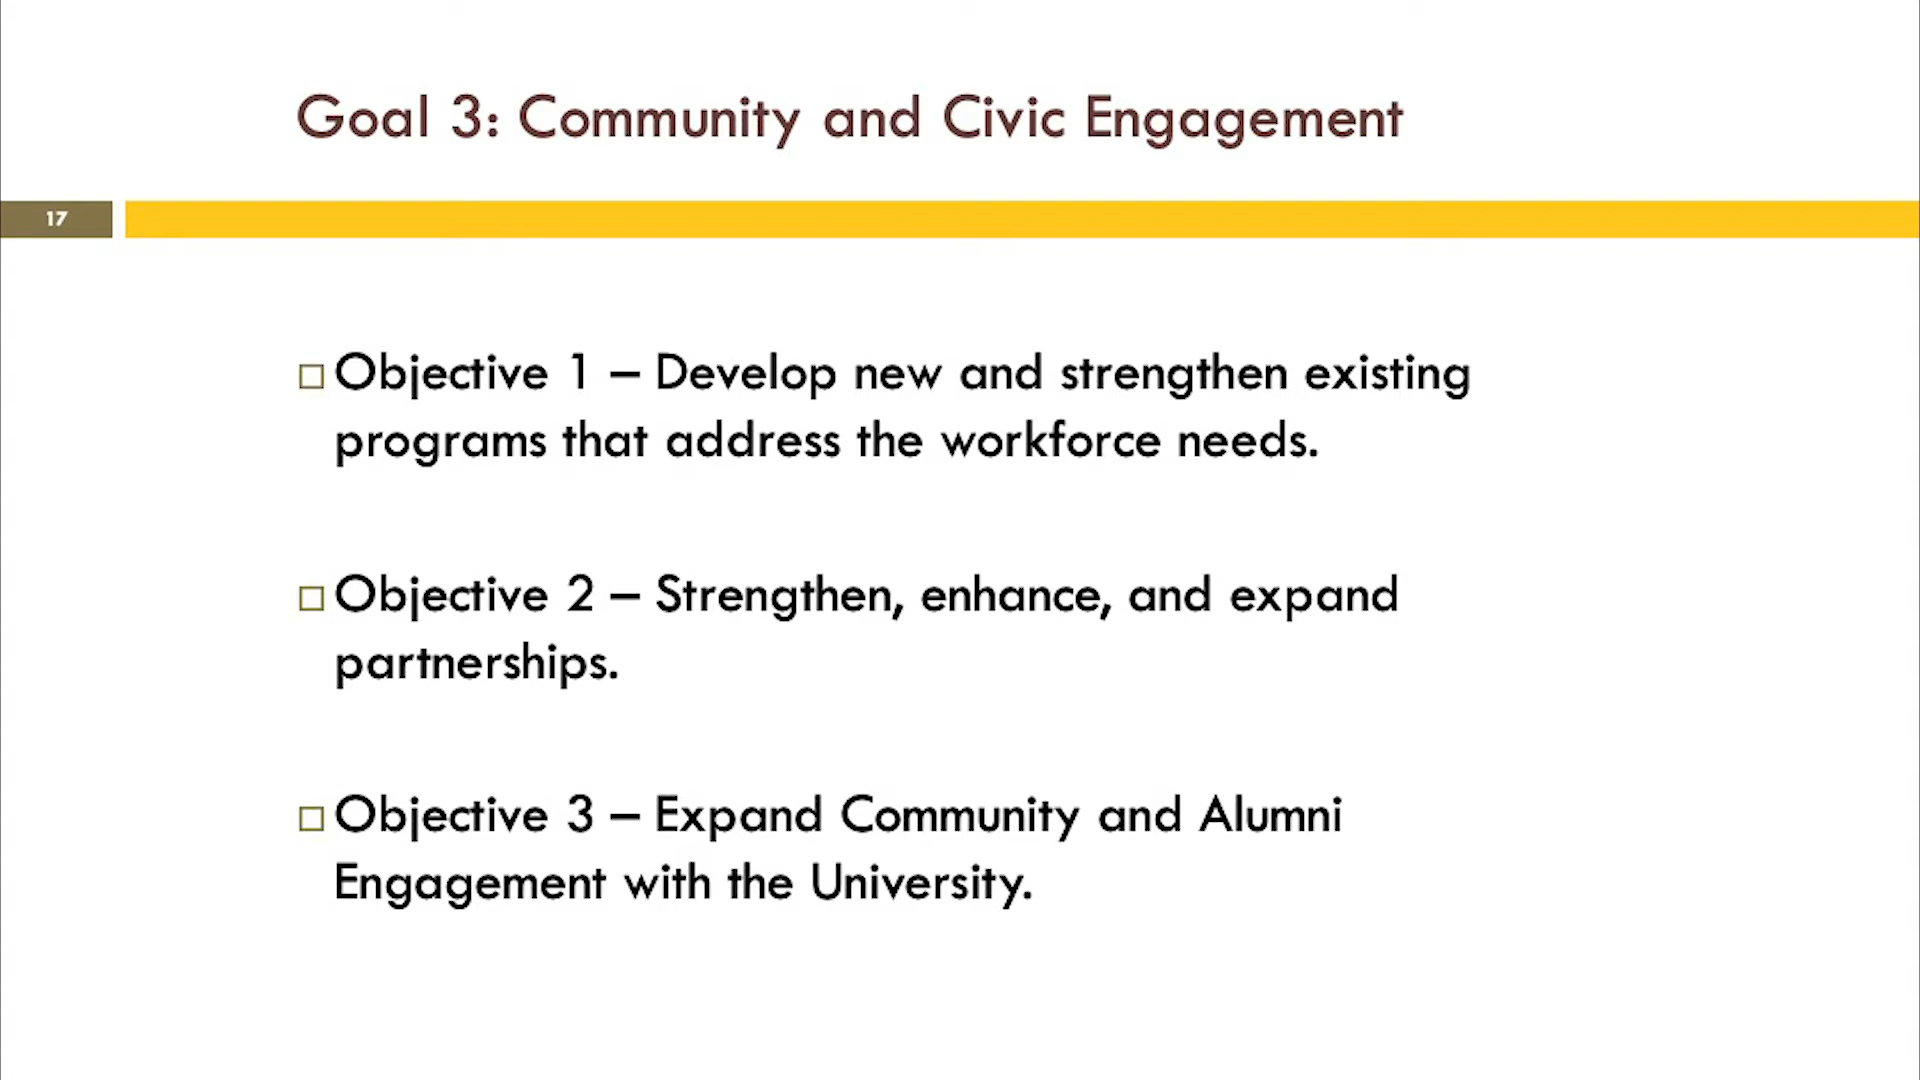 Goal 3: Community and Civic Engagement
17
Objective 1 – Develop new and strengthen existing
programs that address the workforce needs.
Objective 2 – Strengthen, enhance, and expand
partnerships.
Objective 3 – Expand Community and Alumni
Engagement with the University.